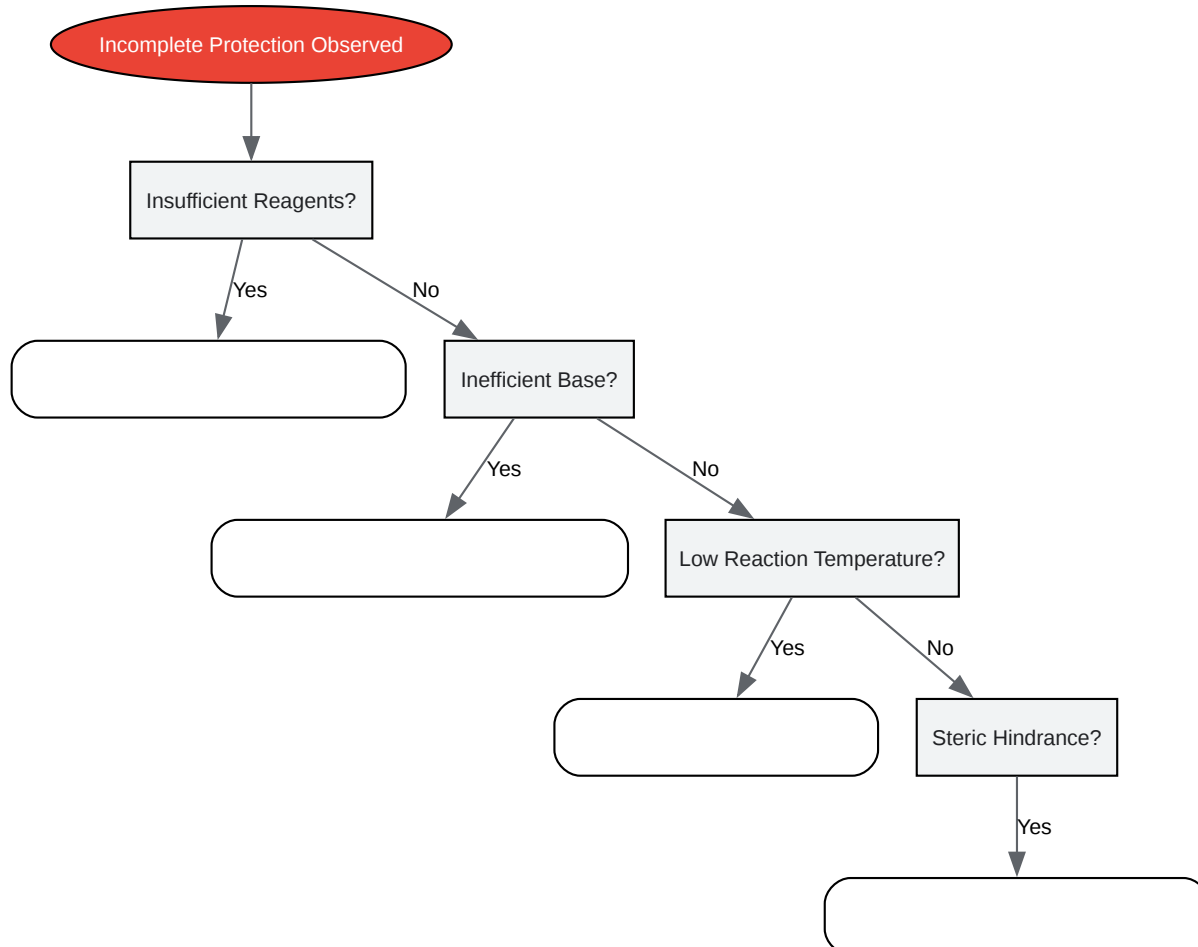 Incomplete Protection Observed
Insufficient Reagents?
Yes
No
Inefficient Base?
Yes
No
Low Reaction Temperature?
Yes
No
Steric Hindrance?
Yes